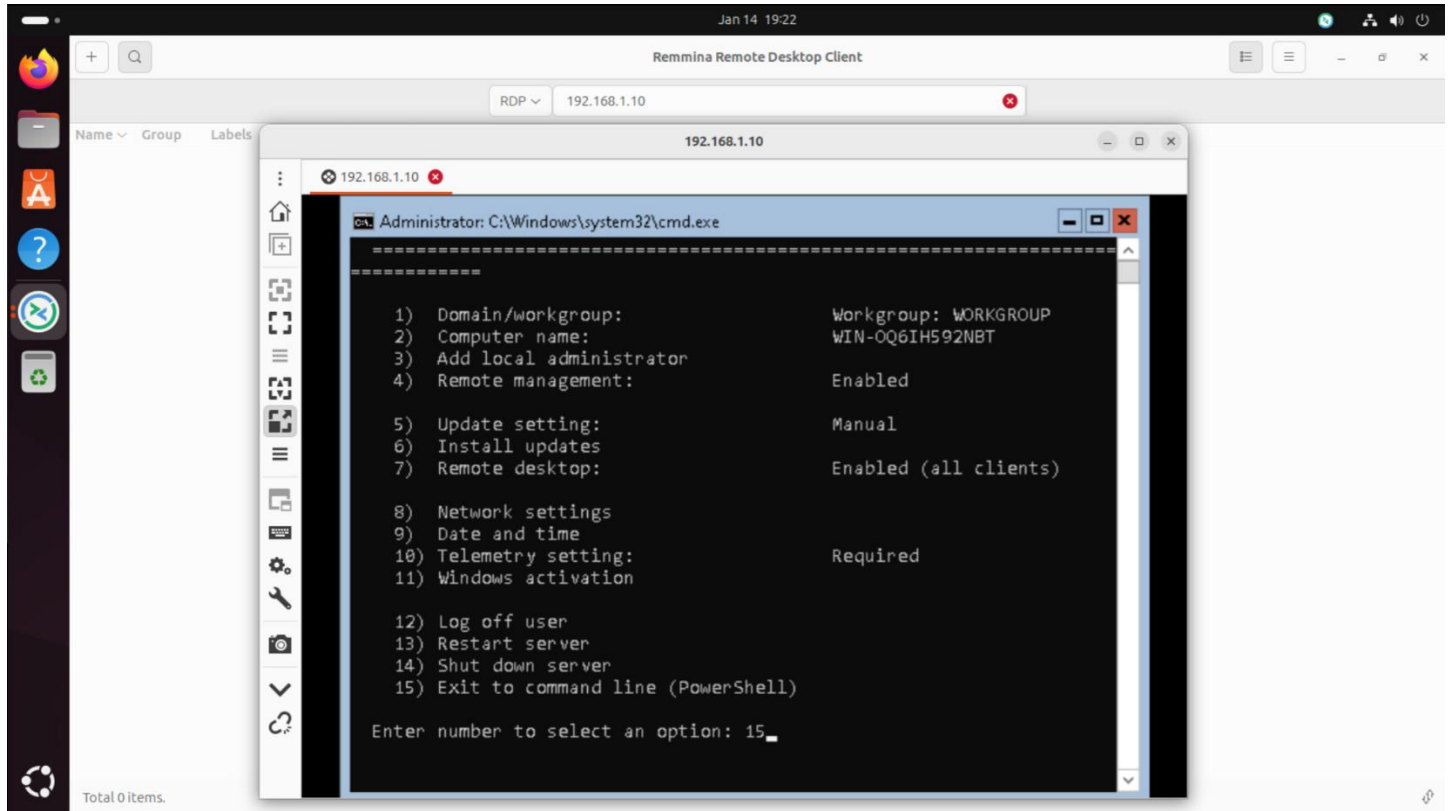 Jan 14 19:22
Remmina Remote Desktop Client
RDP
192.168.1.10
Name Group Labels
192.168.1.10
192.168.1.10
Administrator: C:\Windows\system32\cmd.exe
=====================================================================
============
1) Domain/workgroup: Workgroup: WORKGROUP
2) Computer name: WIN-OQ6IH592NBT
3) Add local administrator
4) Remote management: Enabled
5) Update setting: Manual
6) Install updates
7) Remote desktop: Enabled (all clients)
8) Network settings
9) Date and time
10) Telemetry setting: Required
11) Windows activation
12) Log off user
13) Restart server
14) Shut down server
15) Exit to command line (PowerShell)
Enter number to select an option: 15_
Total 0 items.